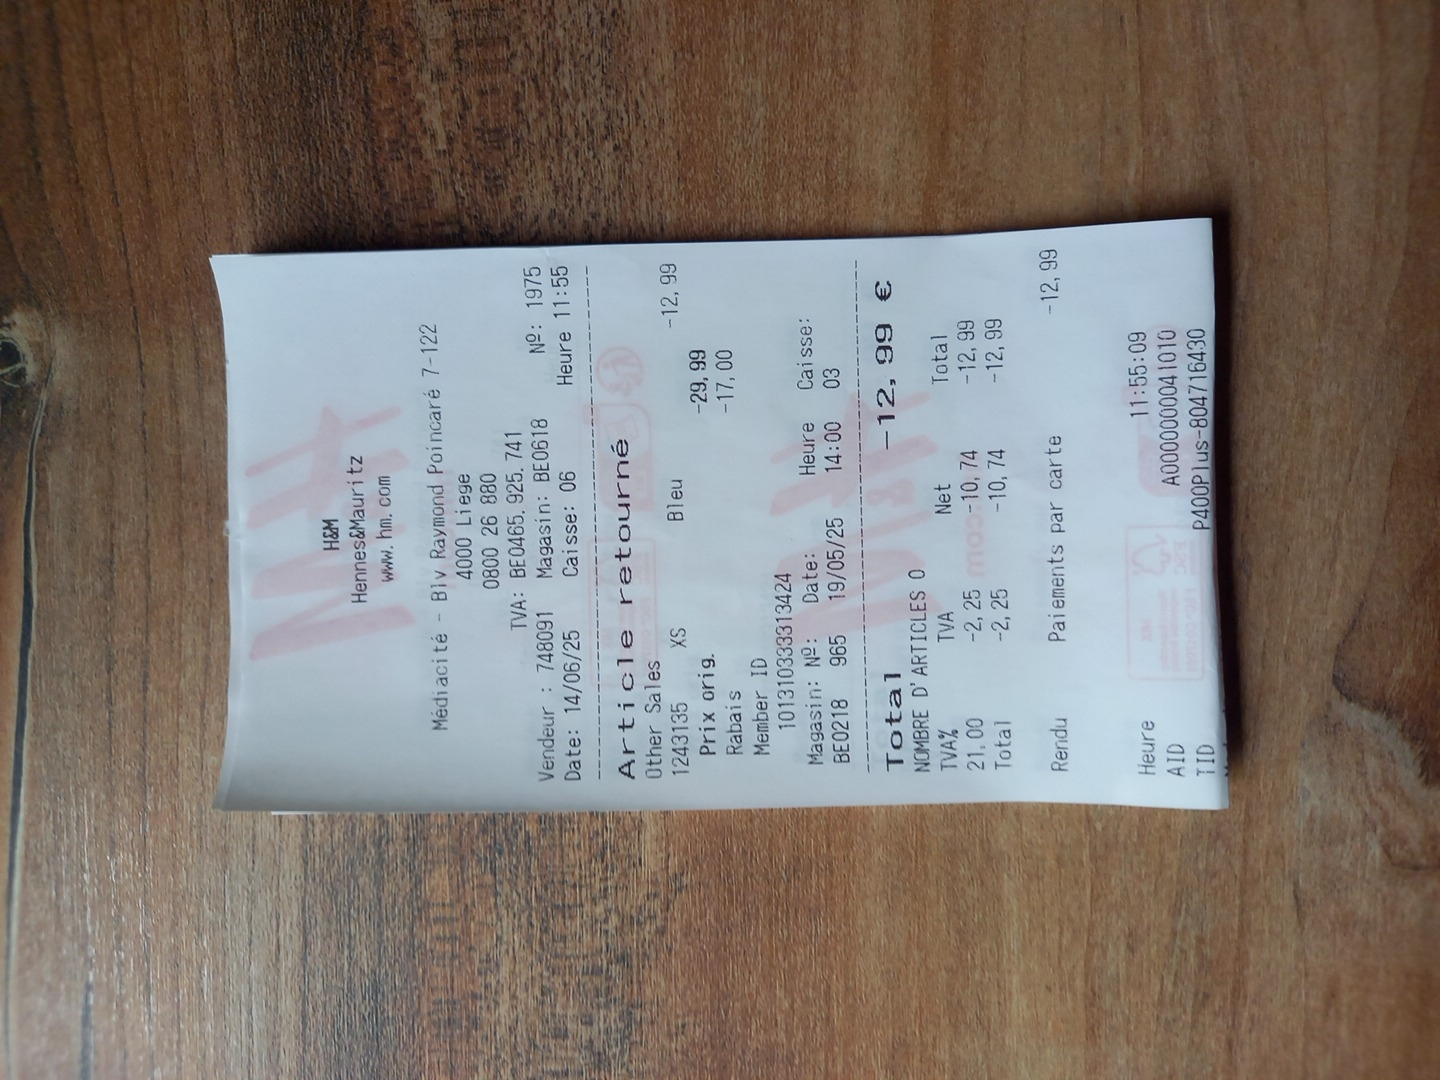 H&M
Hennes&Mauritz
www.hm.com
Médiacité - Blv Raymond Poincaré 7-122
4000 Liege
0800 26 880
TVA: BE0465.925.741
Vendeur : 748091 Magasin: BE0618 Nº: 1975
Date: 14/06/25 Caisse: 06 Heure 11:55
Article retourné
Other Sales
1243135 XS Bleu -12,99
Prix orig. -29,99
Rabais -17,00
Member ID
1013103333313424
Magasin: Nº: Date: Heure Caisse:
BE0218 965 19/05/25 14:00 03
Total -12,99 €
NOMBRE D'ARTICLES 0
TVA% TVA Net Total
21.00 -2,25 -10,74 -12,99
Total -2,25 -10,74 -12,99
Rendu Paiements par carte -12,99
Heure 11:55:09
AID A0000000041010
TID P400Plus-804716430